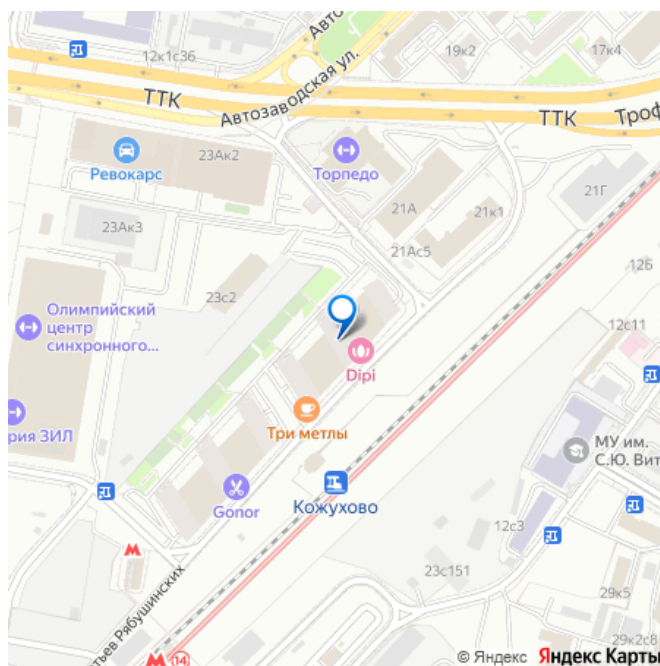 Авто
12к1с36
Автозаводская ул.
19к2
17к4
ТТК
ТТК
Троф
Ревокарс
23Ак2
Торпедо
21А
21к1
21Г
23Ак3
21Ас5
12Б
23с2
Олимпийский
центр
синхронного...
12с11
Dipi
рия ЗИЛ
Три метлы
МУ им.
С.Ю. Вит
Gonor
Кожухово
12с3
23с151
29к5
тьев Рябушинских
29к2с8
14
© Яндекс Яндекс Карты